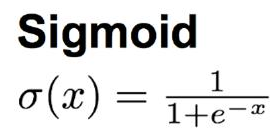 Sigmoid
σ(x) = 1/(1+e^{-x})